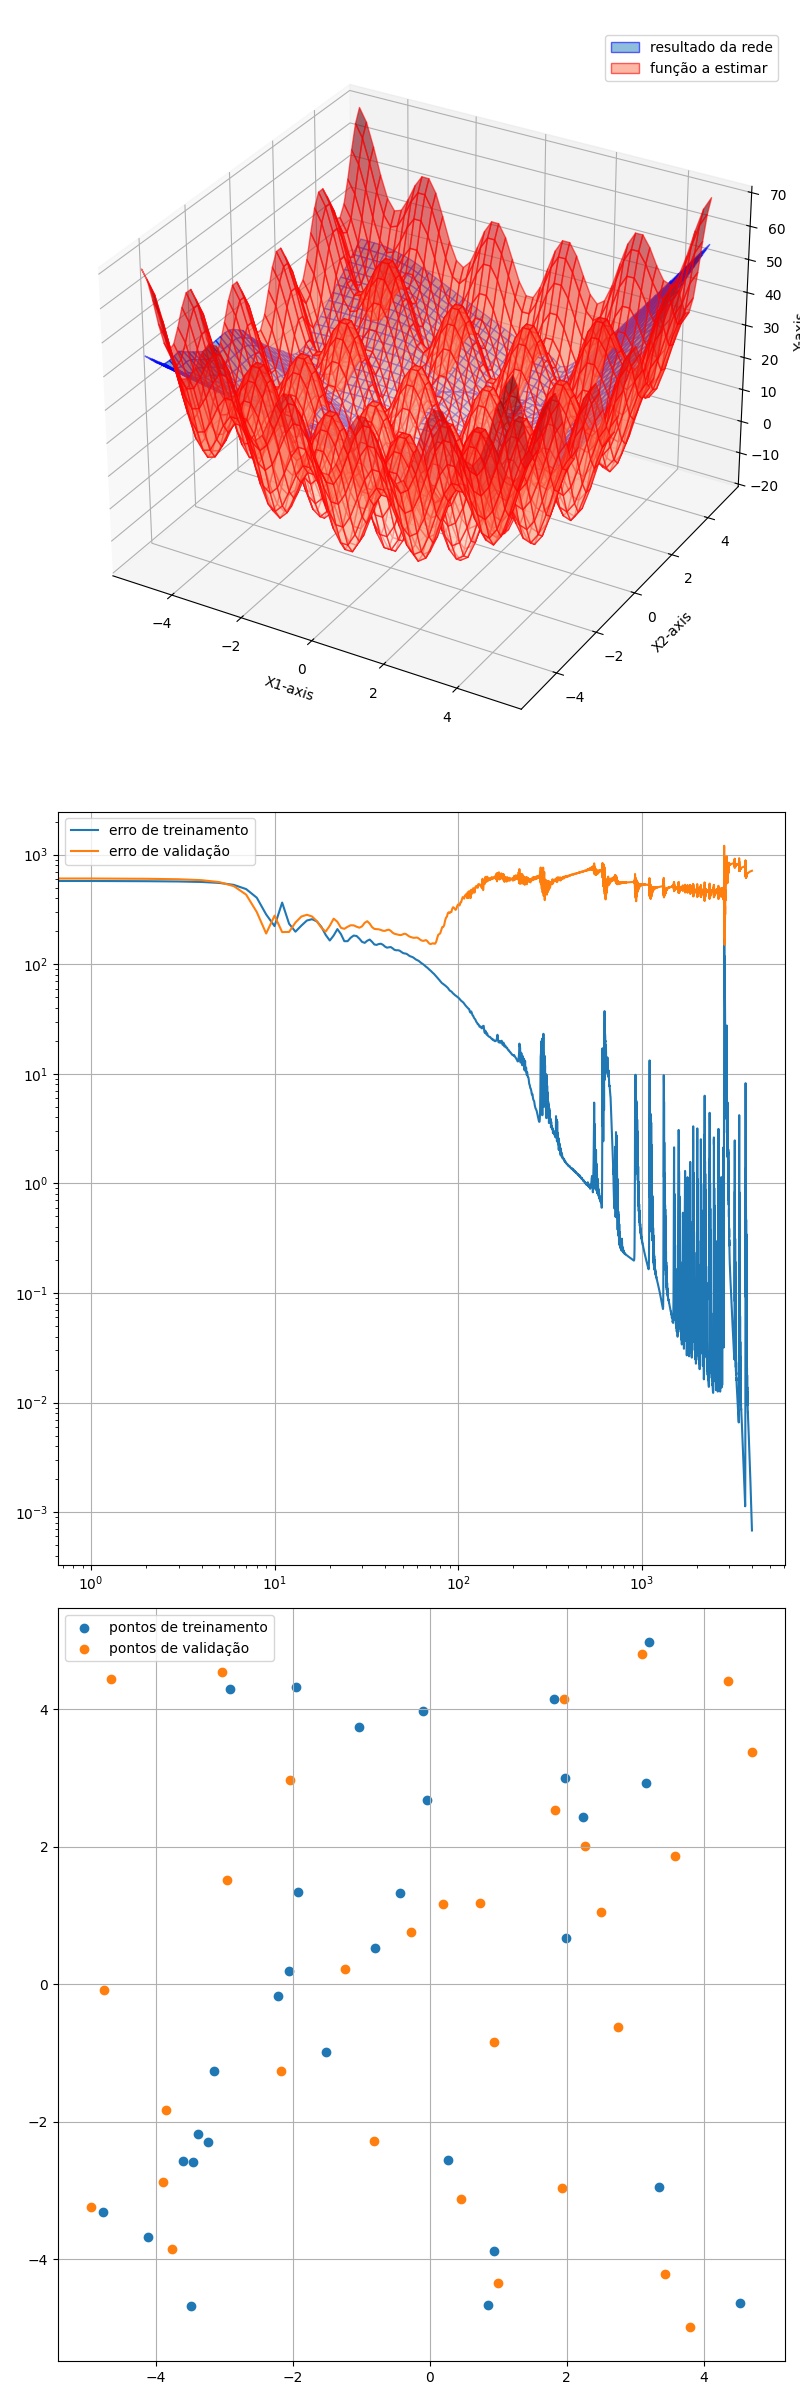 resultado da rede
função a estimar
70
60
50
40
30
20
10
0
−10
−20
Y-axis
4
2
0
−2
−4
X2-axis
−4
−2
0
2
4
X1-axis
erro de treinamento
erro de validação
10³
10²
10¹
10⁰
10⁻¹
10⁻²
10⁻³
10⁰ 10¹ 10² 10³
pontos de treinamento
pontos de validação
4
2
0
−2
−4
−4 −2 0 2 4